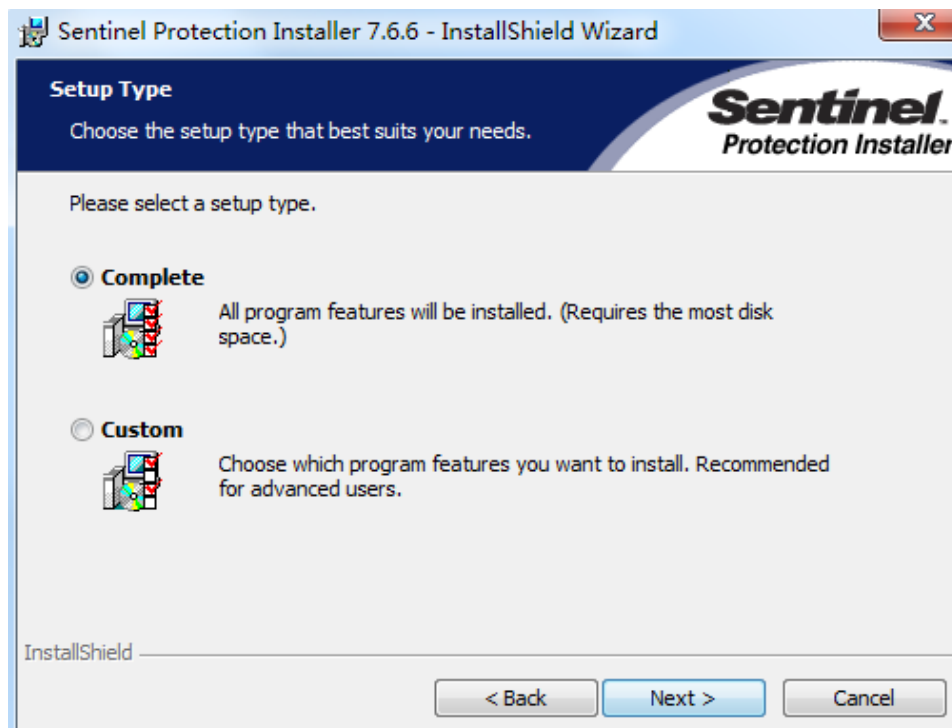 Sentinel Protection Installer 7.6.6 - InstallShield Wizard
Setup Type
Choose the setup type that best suits your needs.
Sentinel™
Protection Installer
Please select a setup type.
Complete
All program features will be installed. (Requires the most disk
space.)
Custom
Choose which program features you want to install. Recommended
for advanced users.
InstallShield
< Back
Next >
Cancel